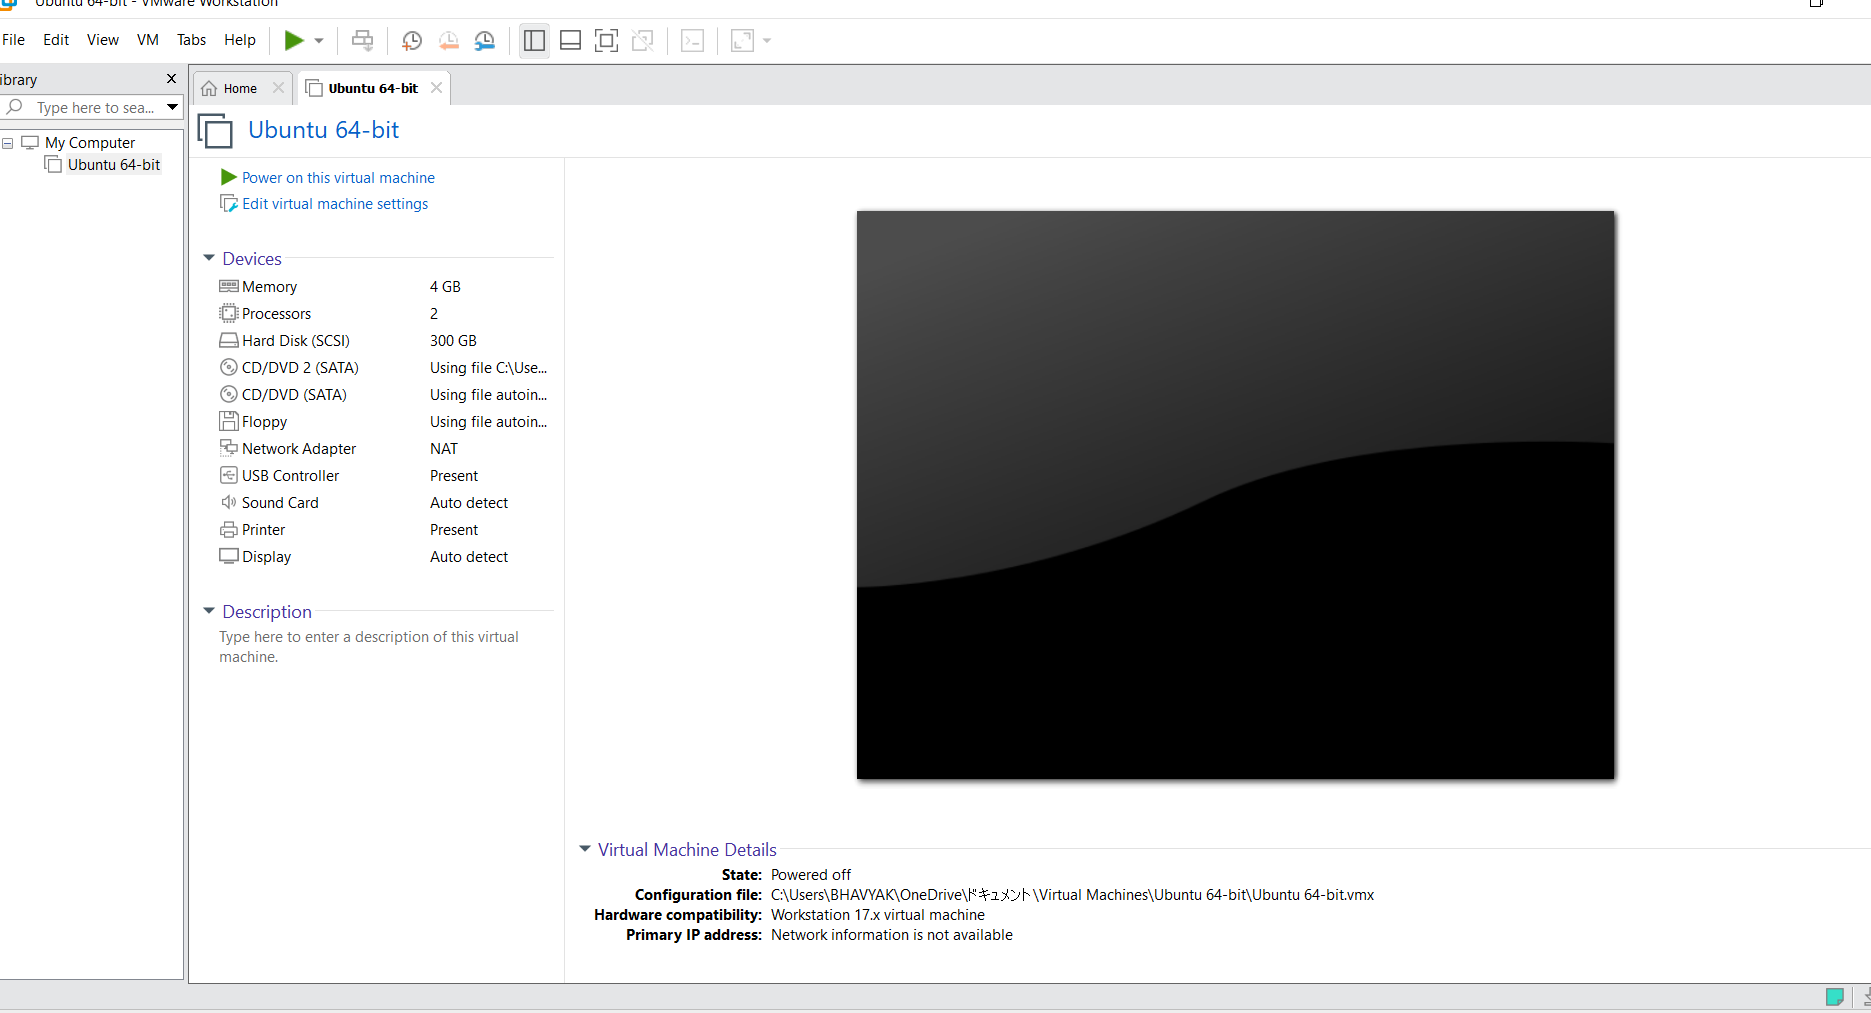 Ubuntu 64-bit - VMware Workstation
File Edit View VM Tabs Help
ibrary
Type here to sea...
My Computer
Ubuntu 64-bit
Home
Ubuntu 64-bit
Ubuntu 64-bit
Power on this virtual machine
Edit virtual machine settings
Devices
Memory 4 GB
Processors 2
Hard Disk (SCSI) 300 GB
CD/DVD 2 (SATA) Using file C:\Use...
CD/DVD (SATA) Using file autoin...
Floppy Using file autoin...
Network Adapter NAT
USB Controller Present
Sound Card Auto detect
Printer Present
Display Auto detect
Description
Type here to enter a description of this virtual
machine.
Virtual Machine Details
State: Powered off
Configuration file: C:\Users\BHAVYAK\OneDrive\ドキュメント\Virtual Machines\Ubuntu 64-bit\Ubuntu 64-bit.vmx
Hardware compatibility: Workstation 17.x virtual machine
Primary IP address: Network information is not available